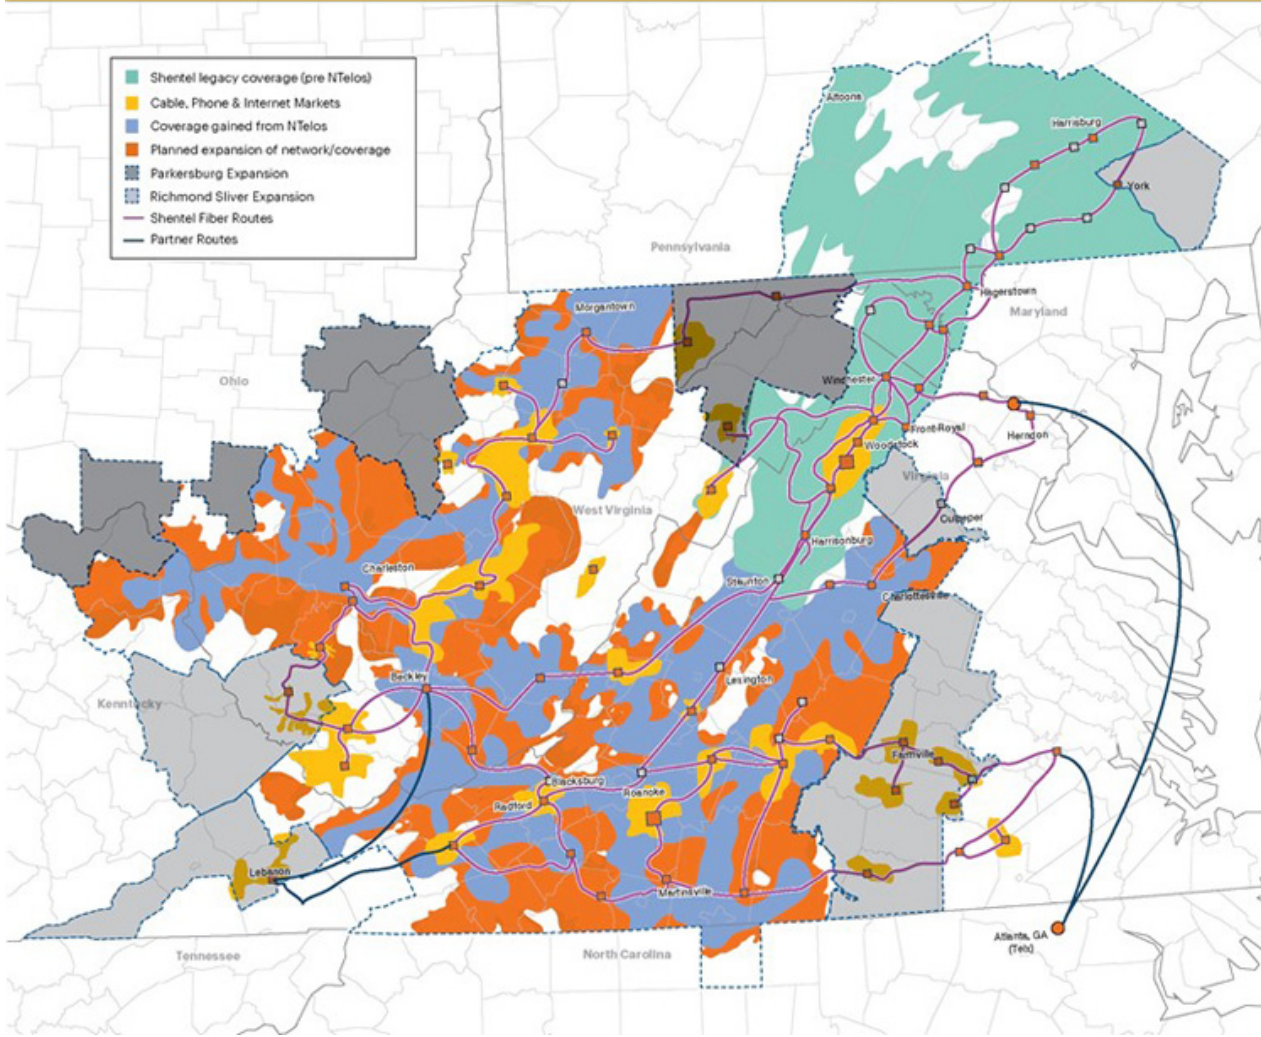 Shentel legacy coverage (pre NTelos)
Cable, Phone & Internet Markets
Coverage gained from NTelos
Planned expansion of network/coverage
Parkersburg Expansion
Richmond Sliver Expansion
Shentel Fiber Routes
Partner Routes
Altoona
Harrisburg
York
Pennsylvania
Hagerstown
Morgantown
Maryland
Ohio
Winchester
Front Royal
Herndon
Woodstock
Virginia
West Virginia
Culpeper
Harrisonburg
Charleston
Staunton
Charlottesville
Beckley
Lexington
Kenntucky
Farmville
Blacksburg
Roanoke
Radford
Lebanon
Martinsville
Atlanta, GA
(Telx)
Tennessee
North Carolina